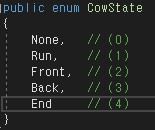 public enum CowState
{
None, // (0)
Run, // (1)
Front, // (2)
Back, // (3)
End // (4)
}